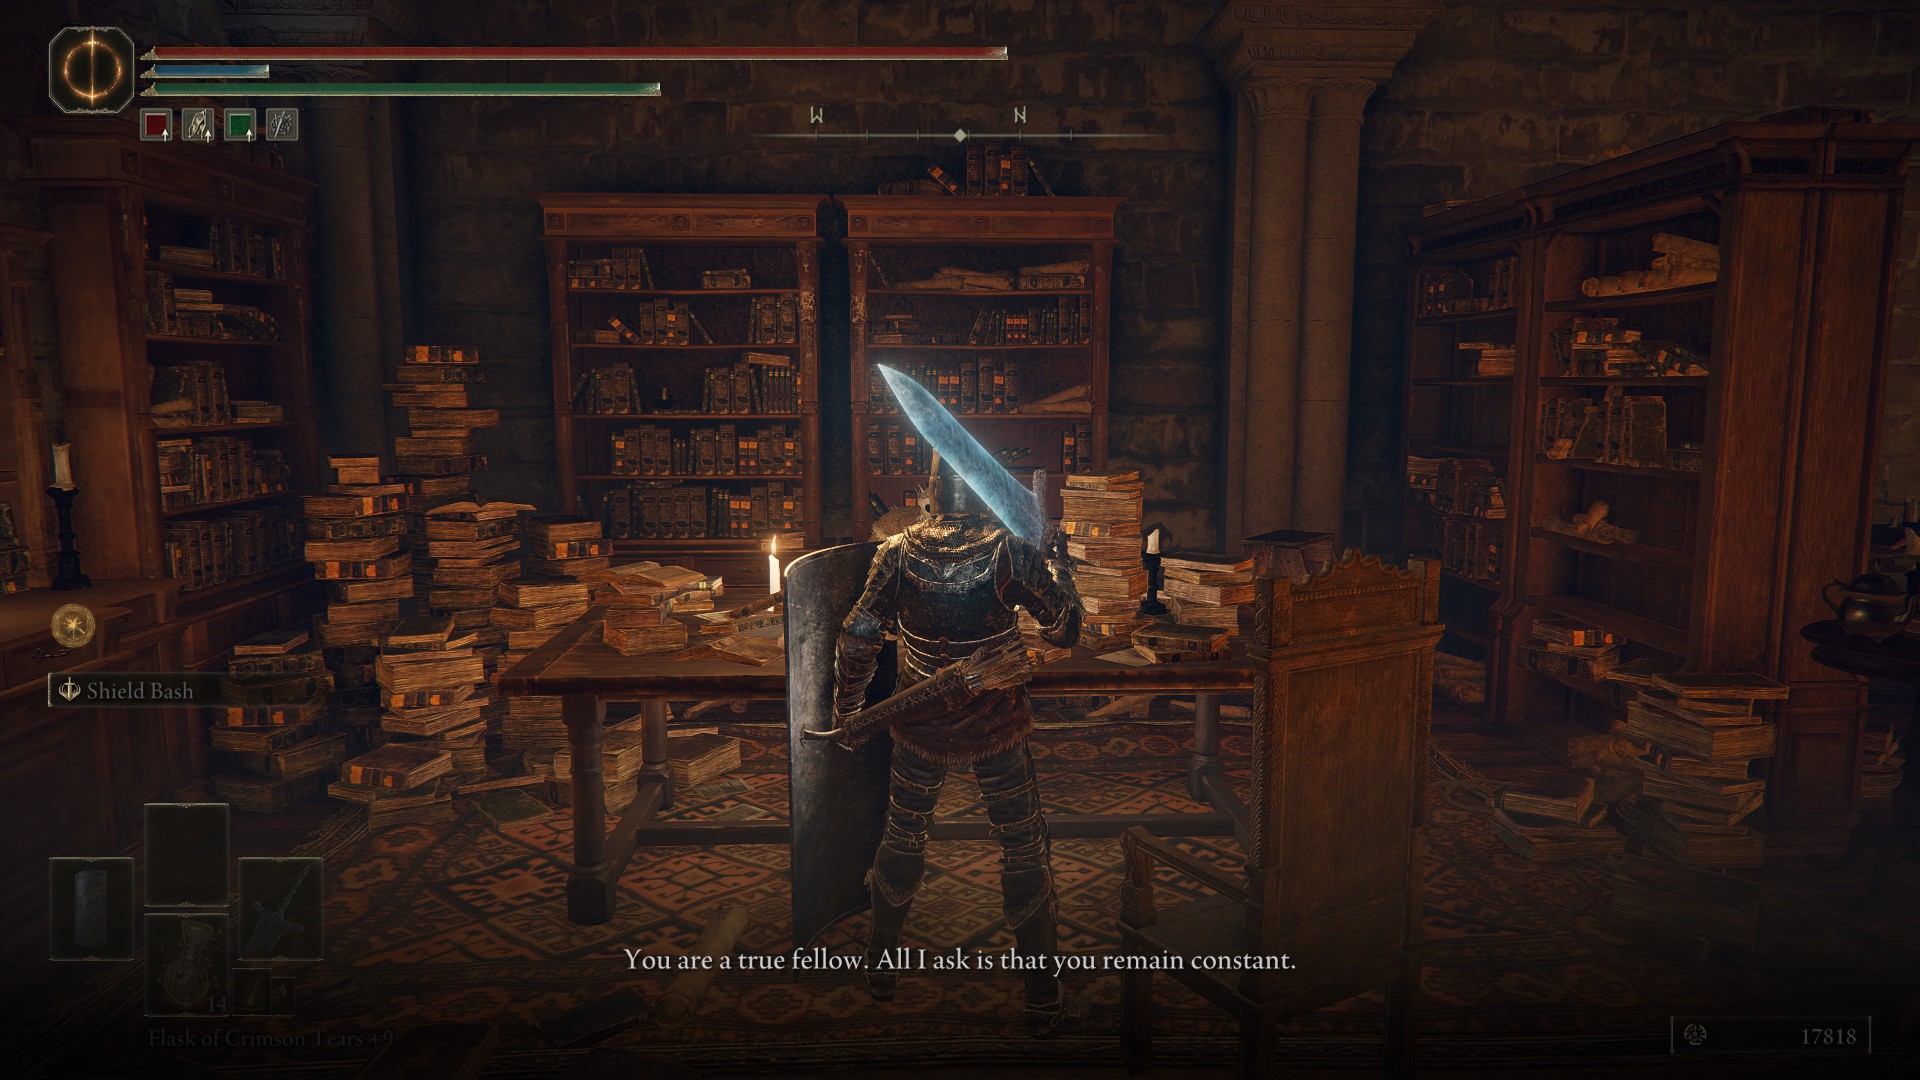 W
N
Shield Bash
You are a true fellow. All I ask is that you remain constant.
14
Flask of Crimson Tears +9
17818